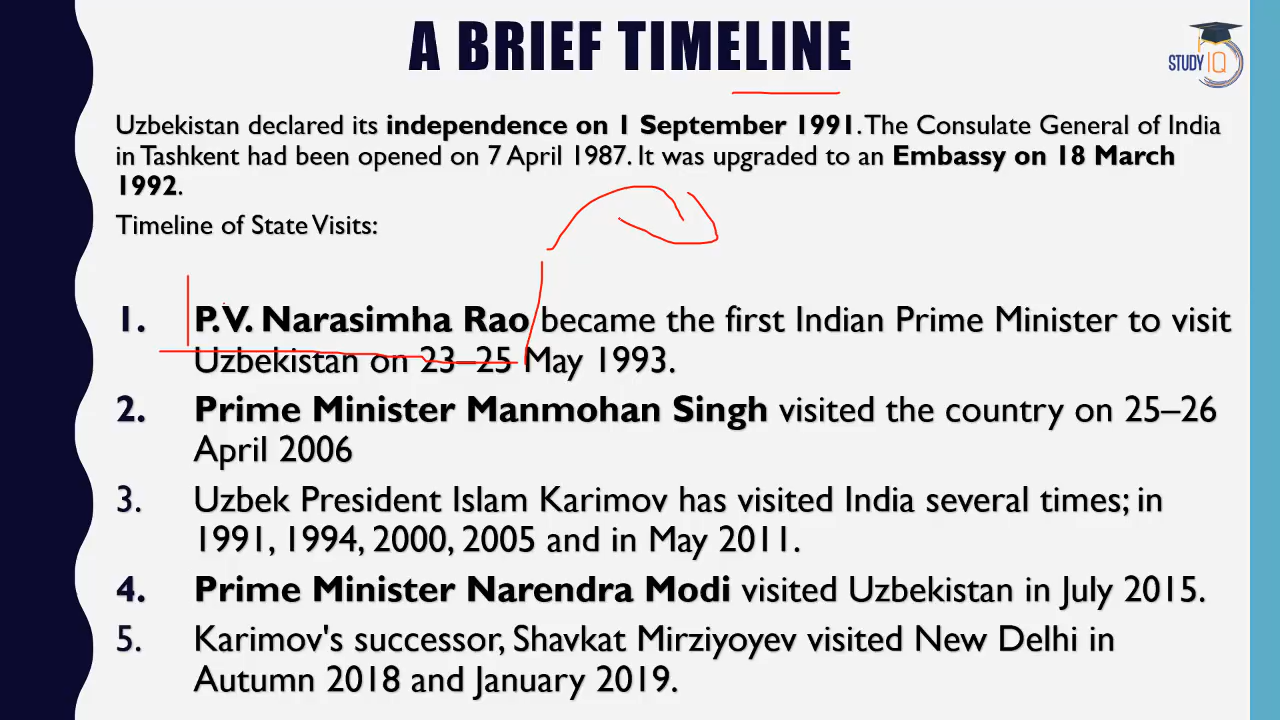 A BRIEF TIMELINE
STUDY IQ
Uzbekistan declared its independence on 1 September 1991. The Consulate General of India
in Tashkent had been opened on 7 April 1987. It was upgraded to an Embassy on 18 March
1992.
Timeline of State Visits:
1. P.V. Narasimha Rao became the first Indian Prime Minister to visit
Uzbekistan on 23–25 May 1993.
2. Prime Minister Manmohan Singh visited the country on 25–26
April 2006
3. Uzbek President Islam Karimov has visited India several times; in
1991, 1994, 2000, 2005 and in May 2011.
4. Prime Minister Narendra Modi visited Uzbekistan in July 2015.
5. Karimov's successor, Shavkat Mirziyoyev visited New Delhi in
Autumn 2018 and January 2019.